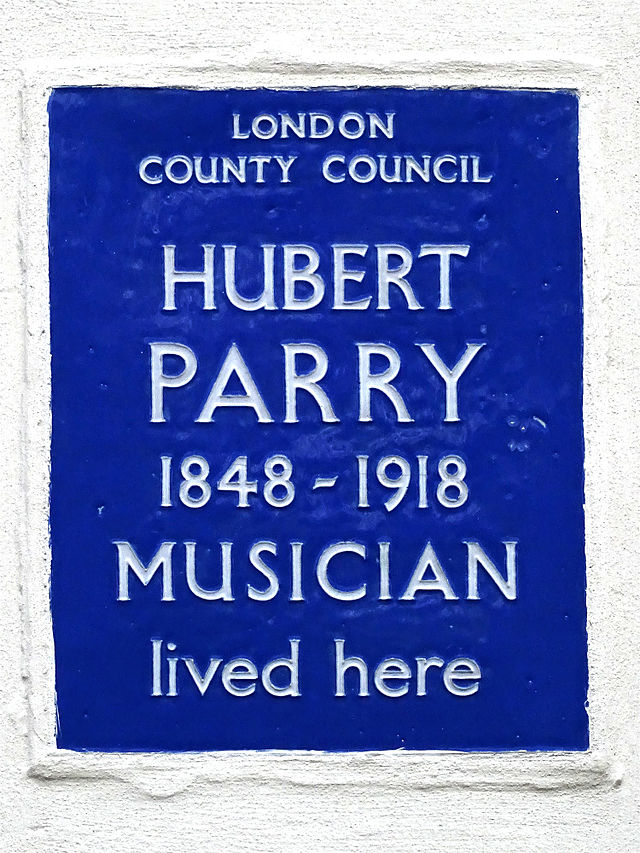 LONDON
COUNTY COUNCIL
HUBERT
PARRY
1848-1918
MUSICIAN
lived here